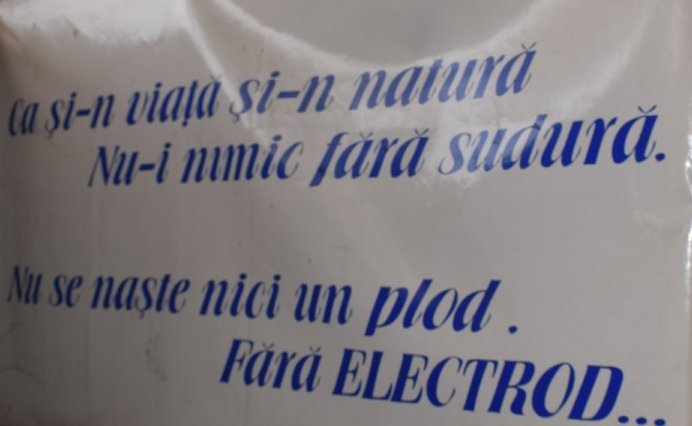 Ca și-n viață și-n natură
Nu-i nimic fără sudură.
Nu se naște nici un plod.
Fără ELECTROD...